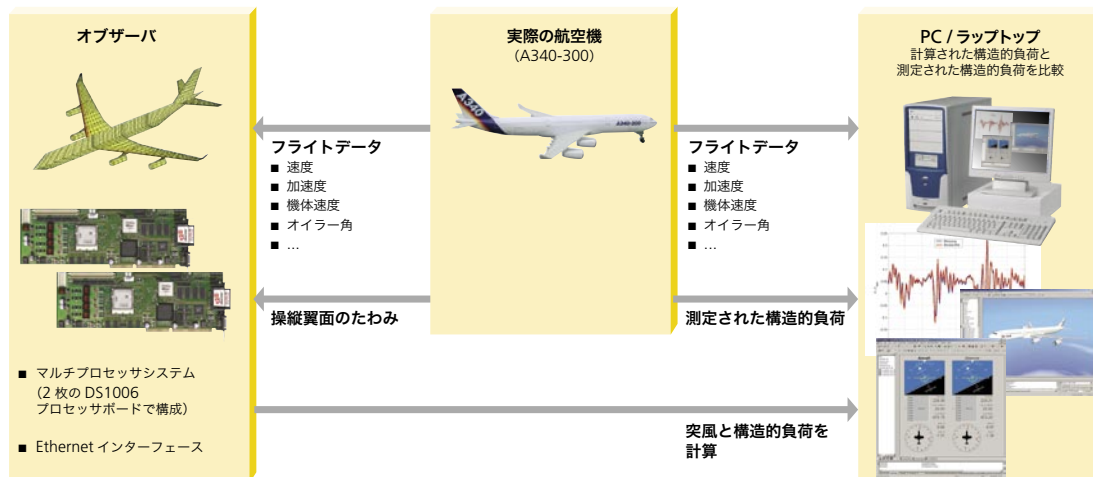 オブザーバ
実際の航空機
(A340-300)
PC / ラップトップ
計算された構造的負荷と
測定された構造的負荷を比較
A340
A340-300
フライトデータ
■ 速度
■ 加速度
■ 機体速度
■ オイラー角
■ …
フライトデータ
■ 速度
■ 加速度
■ 機体速度
■ オイラー角
■ …
操縦翼面のたわみ
測定された構造的負荷
■ マルチプロセッサシステム
(2 枚の DS1006
プロセッサボードで構成)
■ Ethernet インターフェース
突風と構造的負荷を
計算